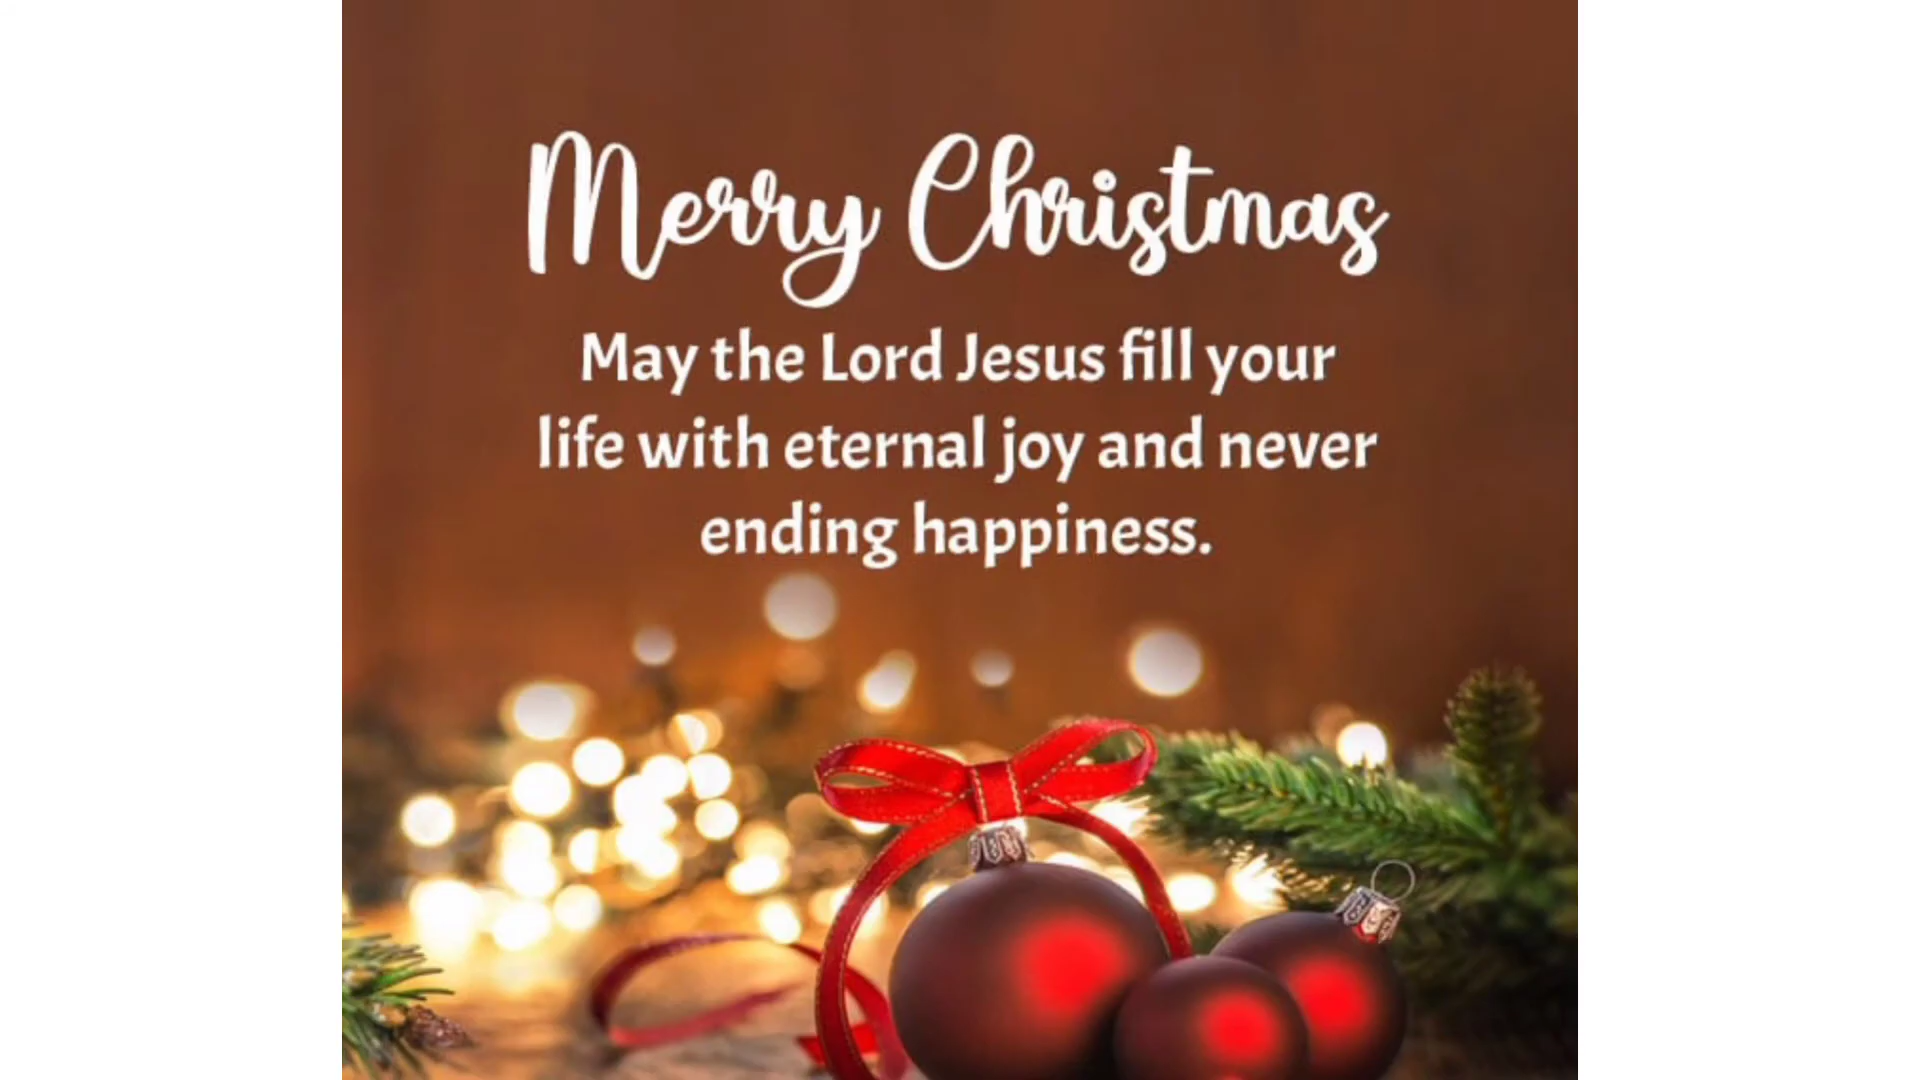 Merry Christmas
May the Lord Jesus fill your
life with eternal joy and never
ending happiness.